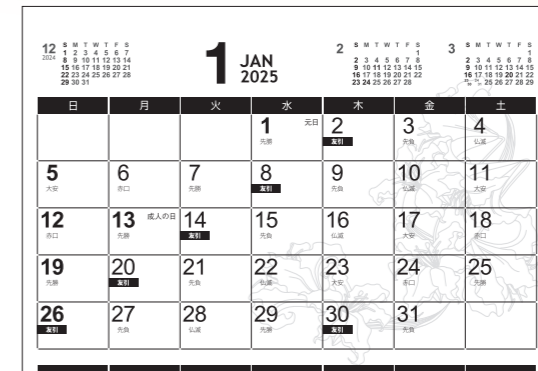 12
2024
S M T W T F S
1 2 3 4 5 6 7
8 9 10 11 12 13 14
15 16 17 18 19 20 21
22 23 24 25 26 27 28
29 30 31
1 JAN
2025
2
S M T W T F S
1
2 3 4 5 6 7 8
9 10 11 12 13 14 15
16 17 18 19 20 21 22
23 24 25 26 27 28
3
S M T W T F S
1
2 3 4 5 6 7 8
9 10 11 12 13 14 15
16 17 18 19 20 21 22
25 26 27 28 29
日 月 火 水 木 金 土
1 元日 2 3 4
先勝 友引 先負 仏滅
5 6 7 8 9 10 11
大安 赤口 先勝 友引 先負 仏滅 大安
12 13 成人の日 14 15 16 17 18
赤口 先勝 友引 先負 仏滅 大安 赤口
19 20 21 22 23 24 25
先勝 友引 先負 仏滅 大安 赤口 先勝
26 27 28 29 30 31
友引 先負 仏滅 先勝 友引 先負